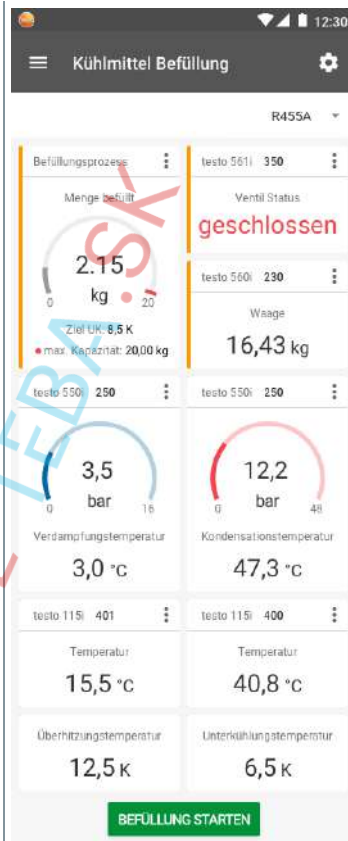 12:30
Kühlmittel Befüllung
R455A
Befüllungsprozess
Menge befüllt
2.15
kg
0 20
Ziel UK: 8,5 K
max. Kapazität: 20,00 kg
testo 561i 350
Ventil Status
geschlossen
testo 560i 230
Waage
16,43 kg
testo 550i 250
3,5
bar
0 16
Verdampfungstemperatur
3,0 °C
testo 550i 250
12,2
bar
0 48
Kondensationstemperatur
47,3 °C
testo 115i 401
Temperatur
15,5 °C
testo 115i 400
Temperatur
40,8 °C
Überhitzungstemperatur
12,5 K
Unterkühlungstemperatur
6,5 K
BEFÜLLUNG STARTEN
LEBA.SK